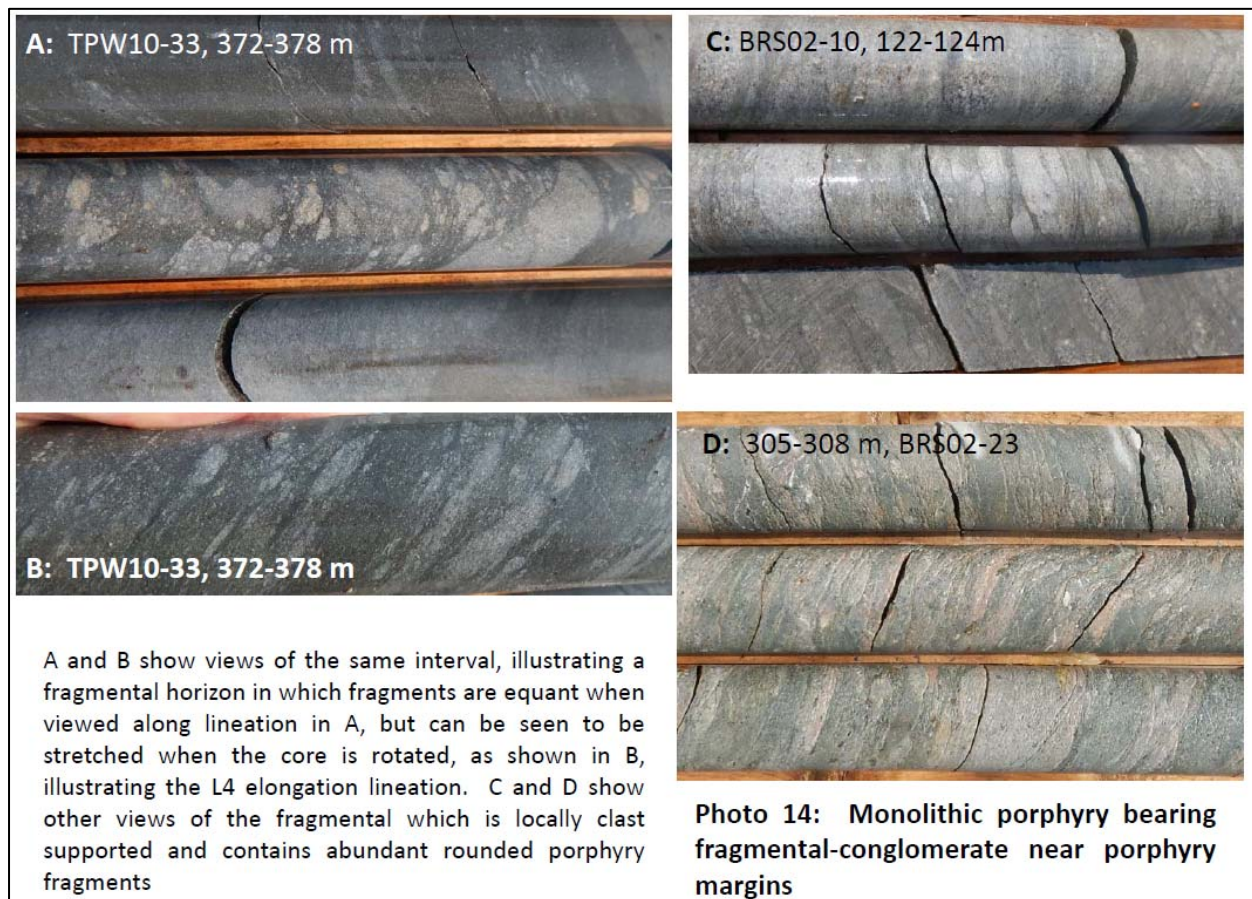 A: TPW10-33, 372-378 m
C: BRS02-10, 122-124m
B: TPW10-33, 372-378 m
D: 305-308 m, BRS02-23
A and B show views of the same interval, illustrating a
fragmental horizon in which fragments are equant when
viewed along lineation in A, but can be seen to be
stretched when the core is rotated, as shown in B,
illustrating the L4 elongation lineation. C and D show
other views of the fragmental which is locally clast
supported and contains abundant rounded porphyry
fragments
Photo 14: Monolithic porphyry bearing
fragmental-conglomerate near porphyry
margins